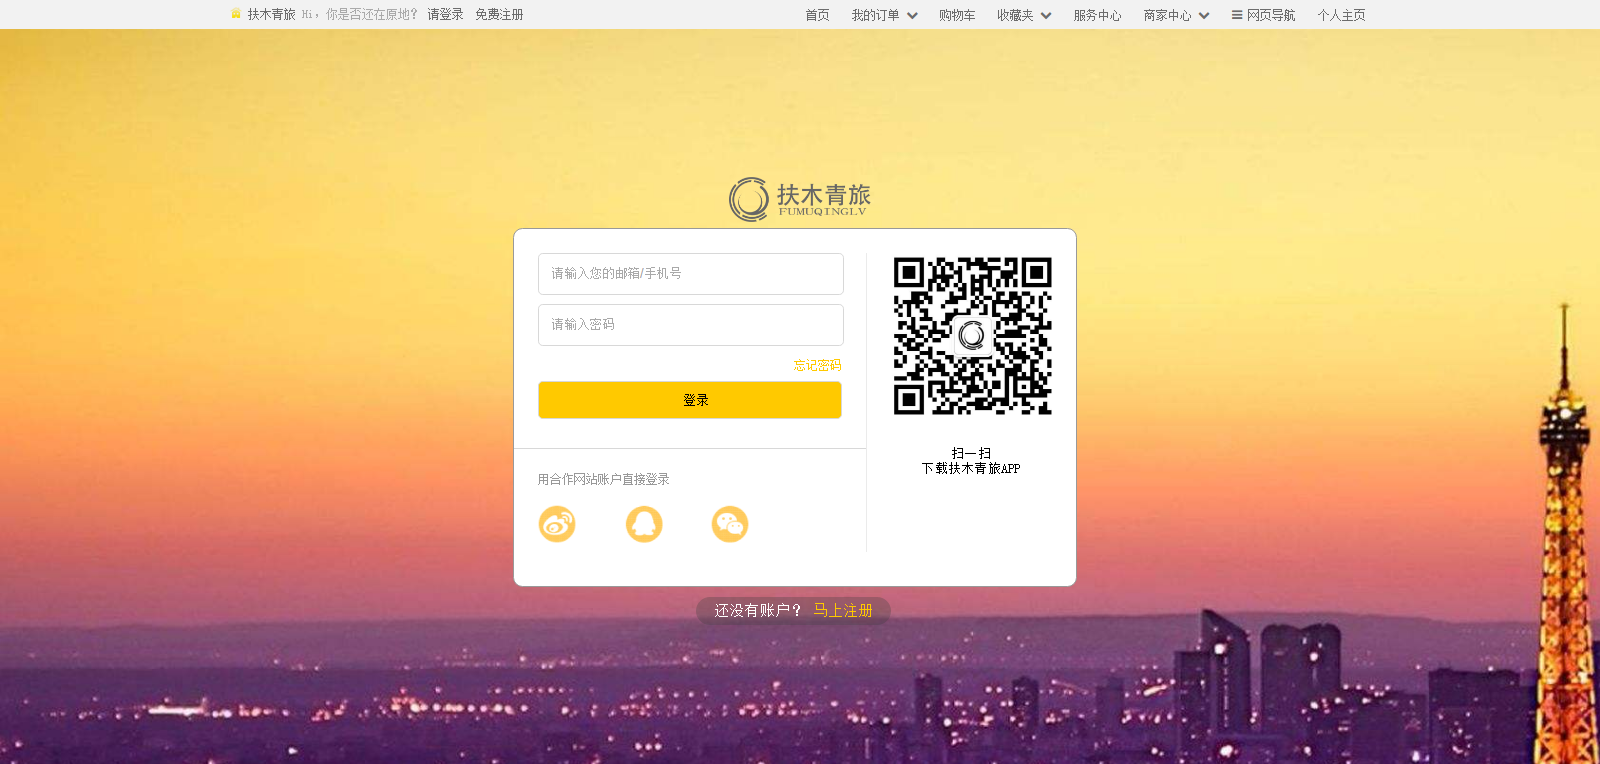 扶木青旅 Hi，你是否还在原地？ 请登录 免费注册 首页 我的订单 购物车 收藏夹 服务中心 商家中心 网页导航 个人主页
扶木青旅
FUMUQINGLV
请输入您的邮箱/手机号
请输入密码
忘记密码
登录
用合作网站账户直接登录
扫一扫
下载扶木青旅APP
还没有账户？ 马上注册